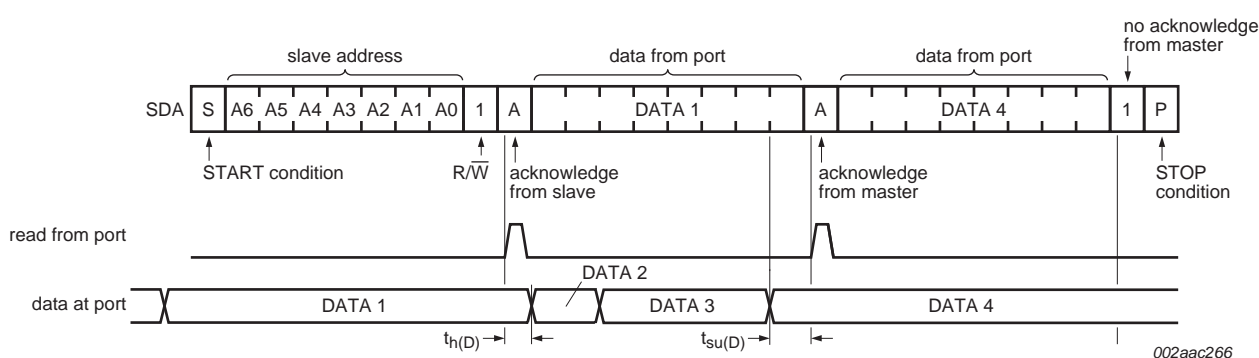 no acknowledge
from master
slave address
data from port
data from port
SDA S A6 A5 A4 A3 A2 A1 A0 1 A DATA 1 A DATA 4 1 P
START condition
R/W̅
acknowledge
from slave
acknowledge
from master
STOP
condition
read from port
DATA 2
data at port DATA 1 DATA 3 DATA 4
th(D)
tsu(D)
002aac266